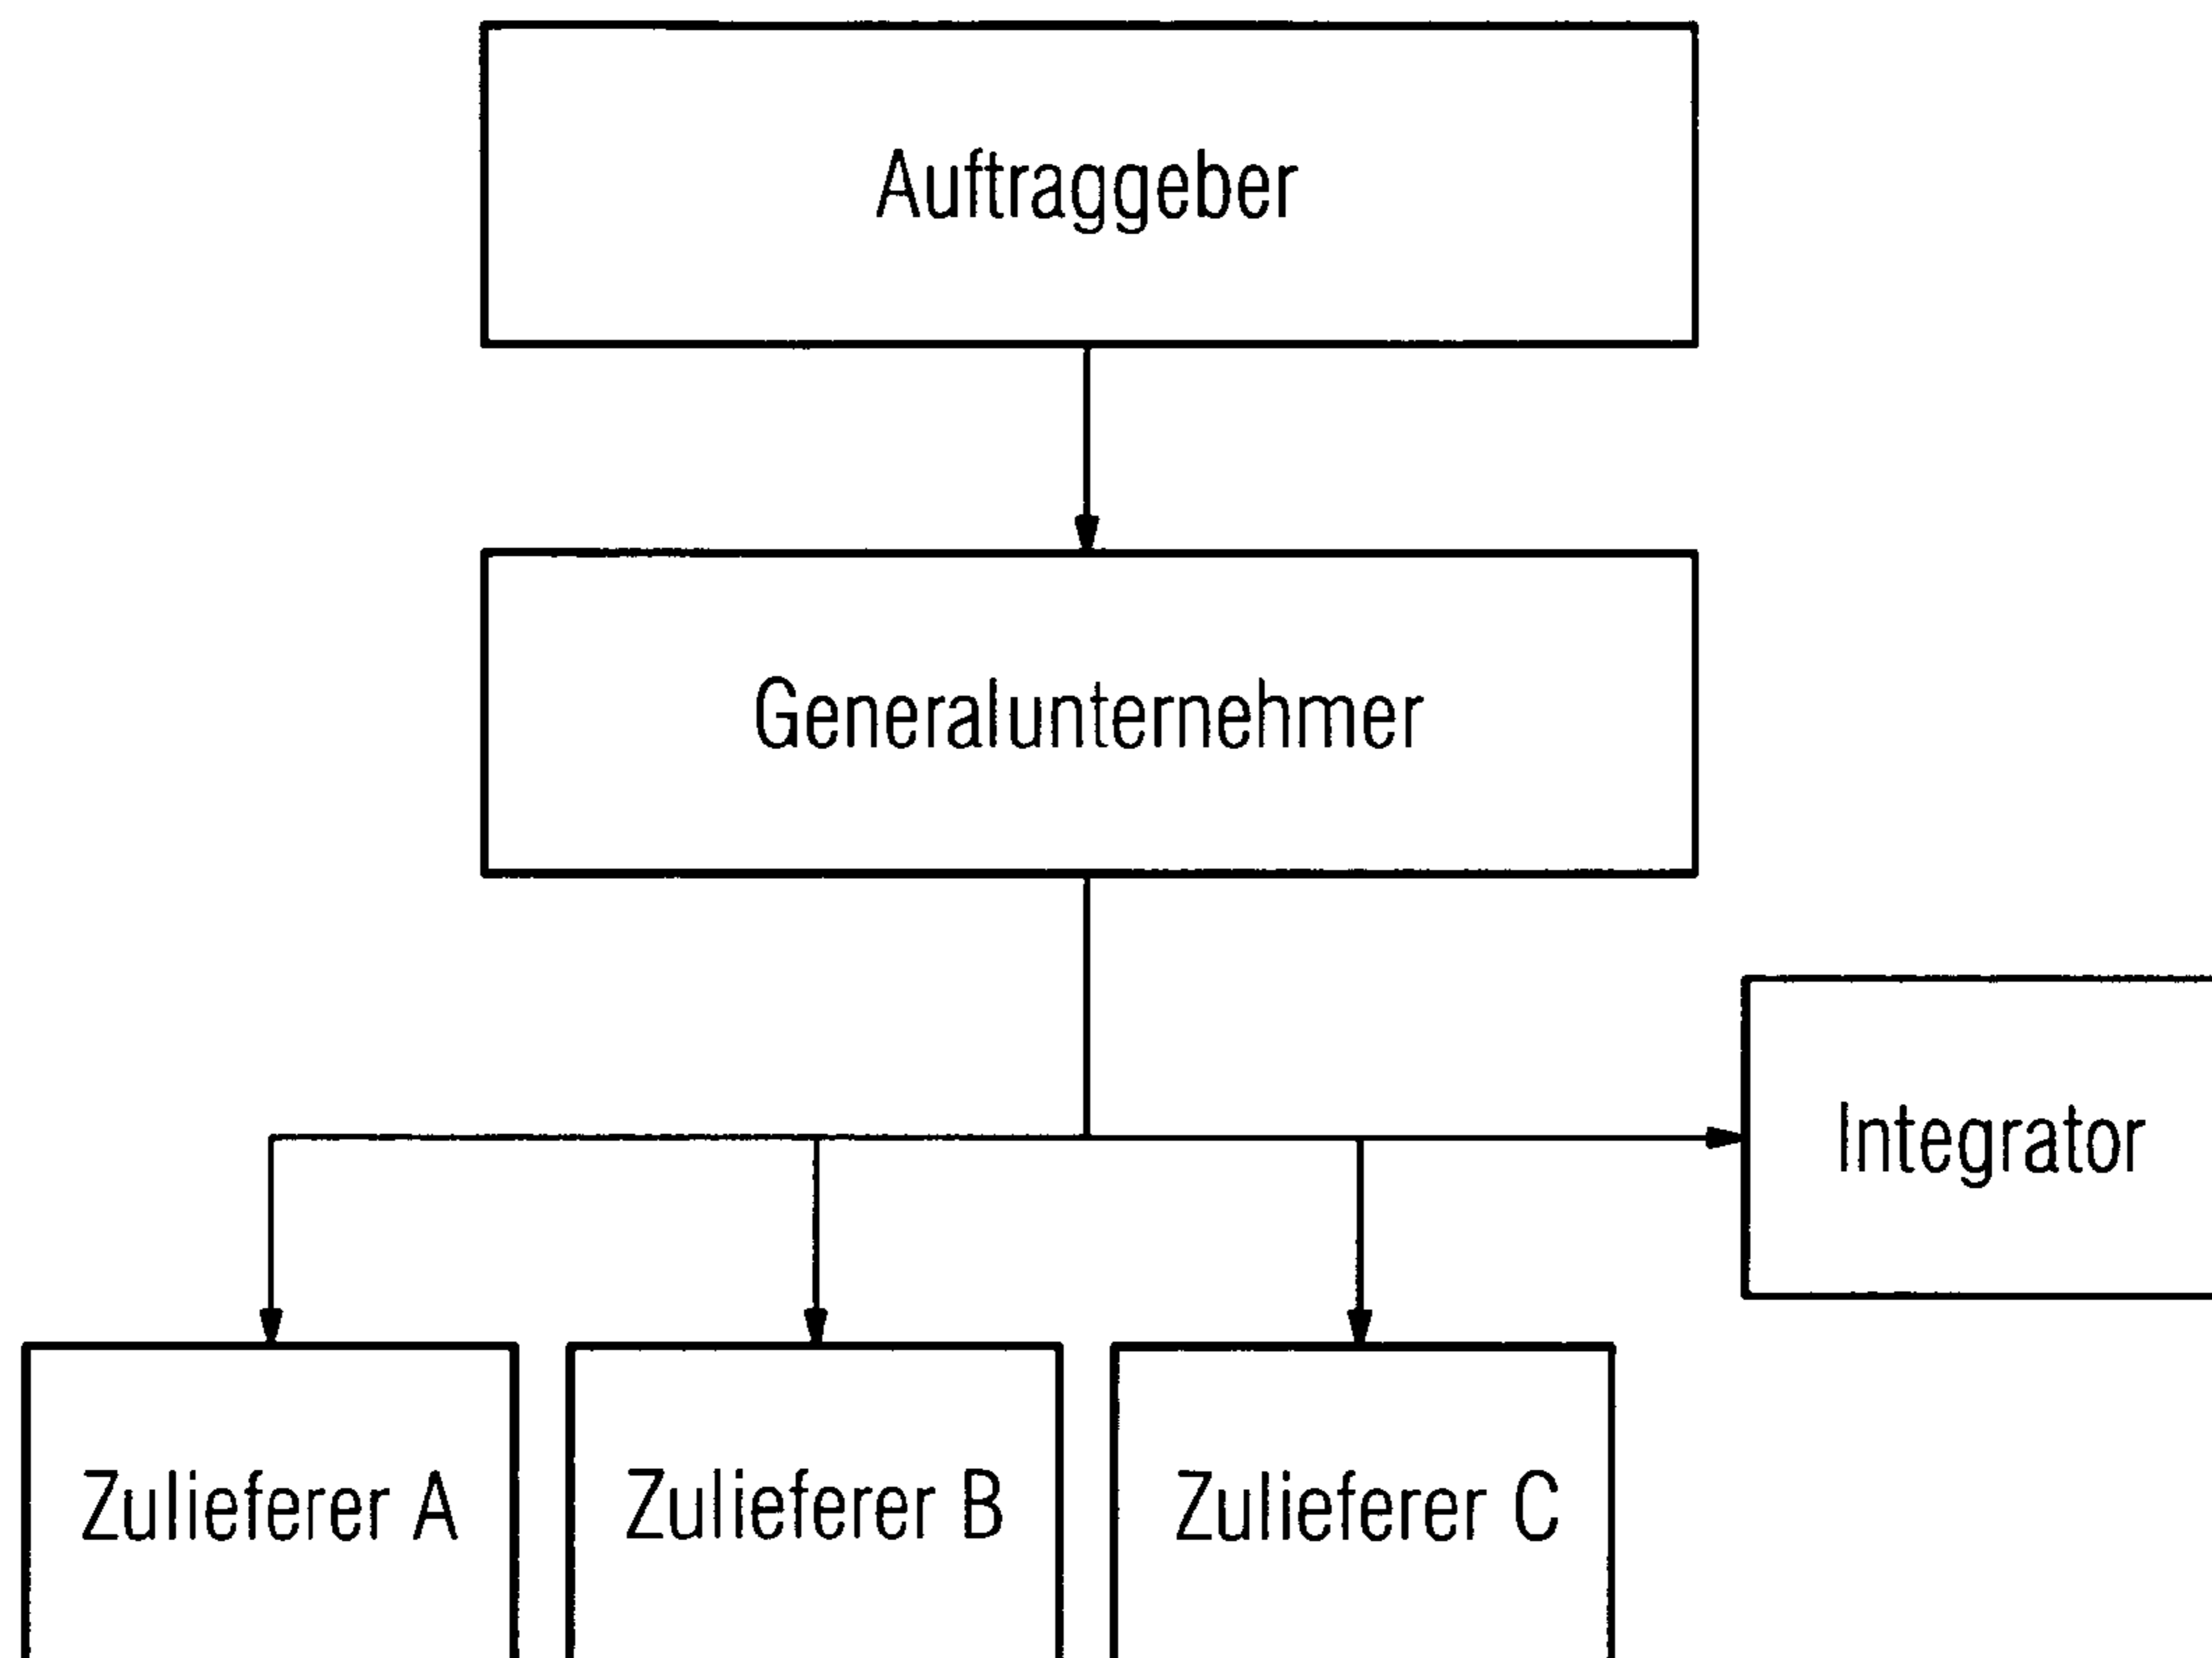 Auftraggeber
Generalunternehmer
Integrator
Zulieferer A
Zulieferer B
Zulieferer C